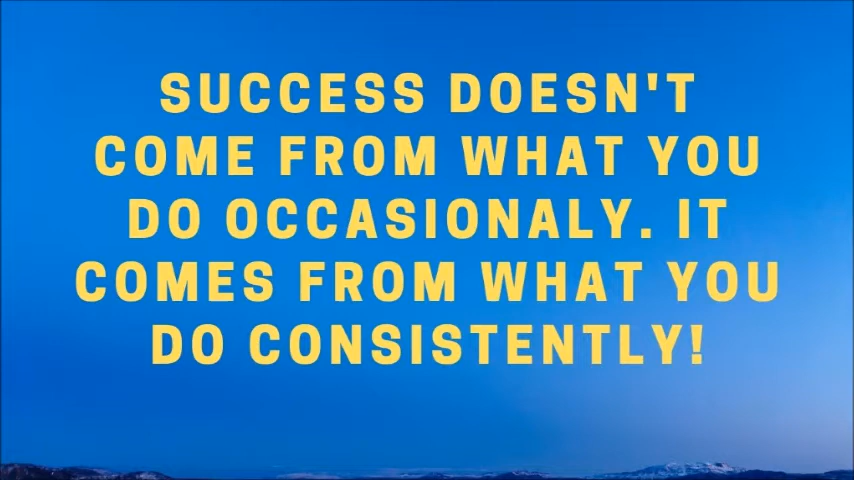 SUCCESS DOESN'T
COME FROM WHAT YOU
DO OCCASIONALY. IT
COMES FROM WHAT YOU
DO CONSISTENTLY!